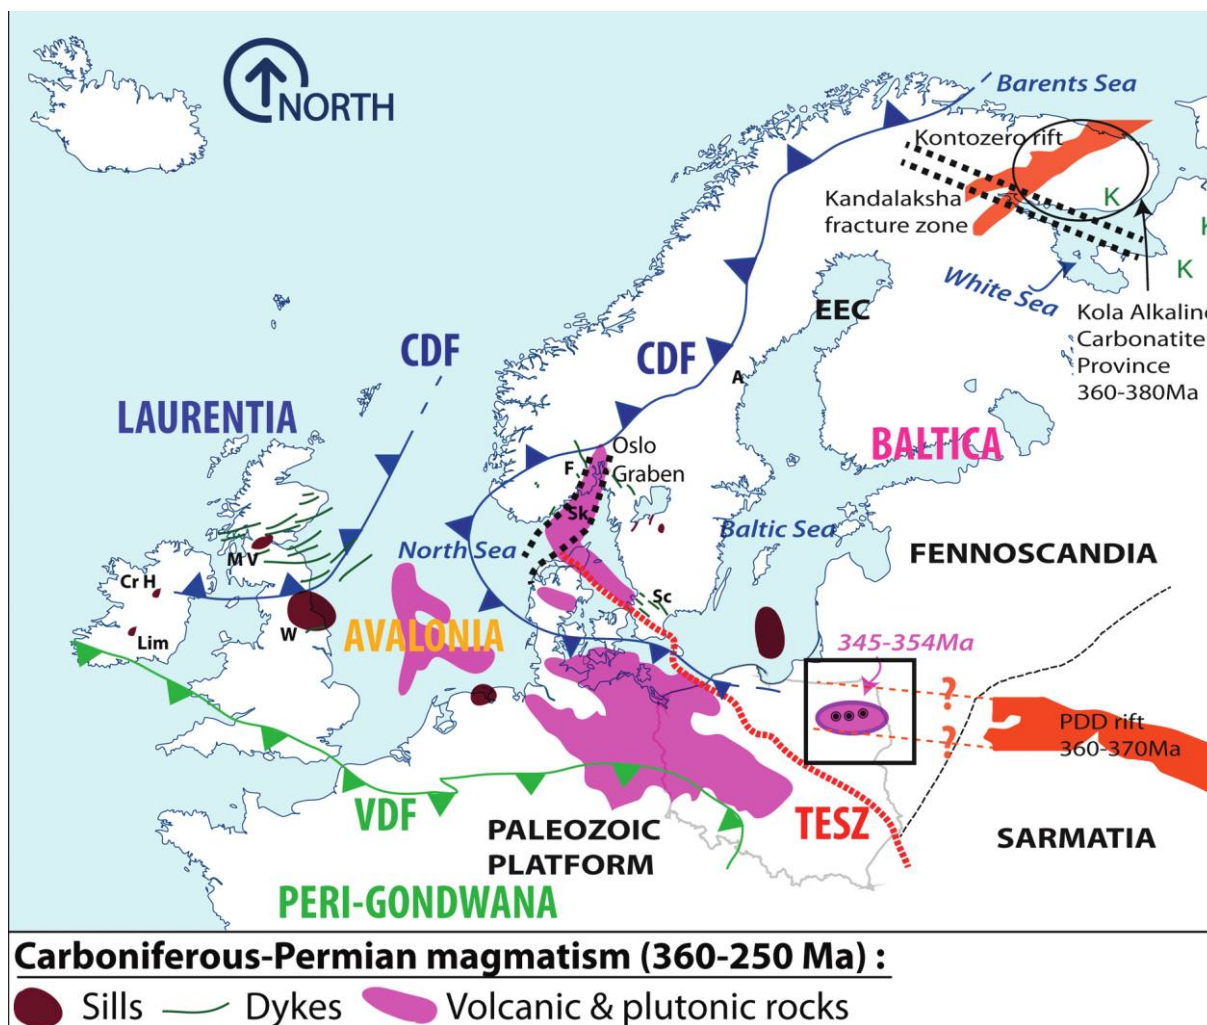 NORTH
Barents Sea
Kontozero rift
Kandalaksha
fracture zone
K
K
K
White Sea
EEC
Kola Alkaline
Carbonatite
Province
360-380Ma
CDF
CDF
A
LAURENTIA
BALTICA
Oslo
Graben
F
Sk
Baltic Sea
North Sea
FENNOSCANDIA
M V
Cr H
Sc
W
Lim
AVALONIA
345-354Ma
?
?
PDD rift
360-370Ma
VDF
TESZ
PALEOZOIC
PLATFORM
SARMATIA
PERI-GONDWANA
Carboniferous-Permian magmatism (360-250 Ma) :
Sills
Dykes
Volcanic & plutonic rocks